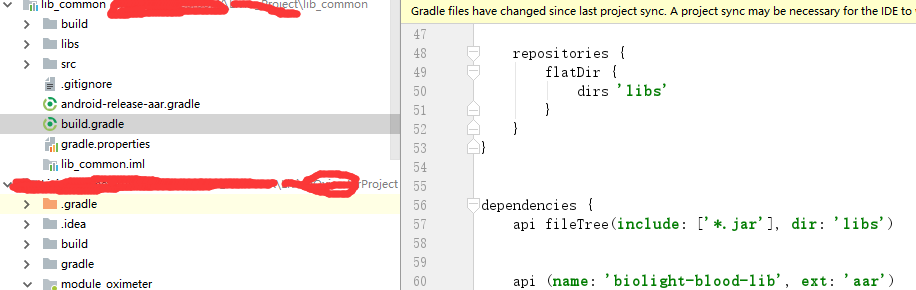 lib_common
Project\lib_common
build
libs
src
.gitignore
android-release-aar.gradle
build.gradle
gradle.properties
lib_common.iml
rProject
.gradle
.idea
build
gradle
module_oximeter
Gradle files have changed since last project sync. A project sync may be necessary for the IDE to
47
48 repositories {
49 flatDir {
50 dirs 'libs'
51 }
52 }
53 }
54
55
56 dependencies {
57 api fileTree(include: ['*.jar'], dir: 'libs')
58
59
60 api (name: 'biolight-blood-lib', ext: 'aar')